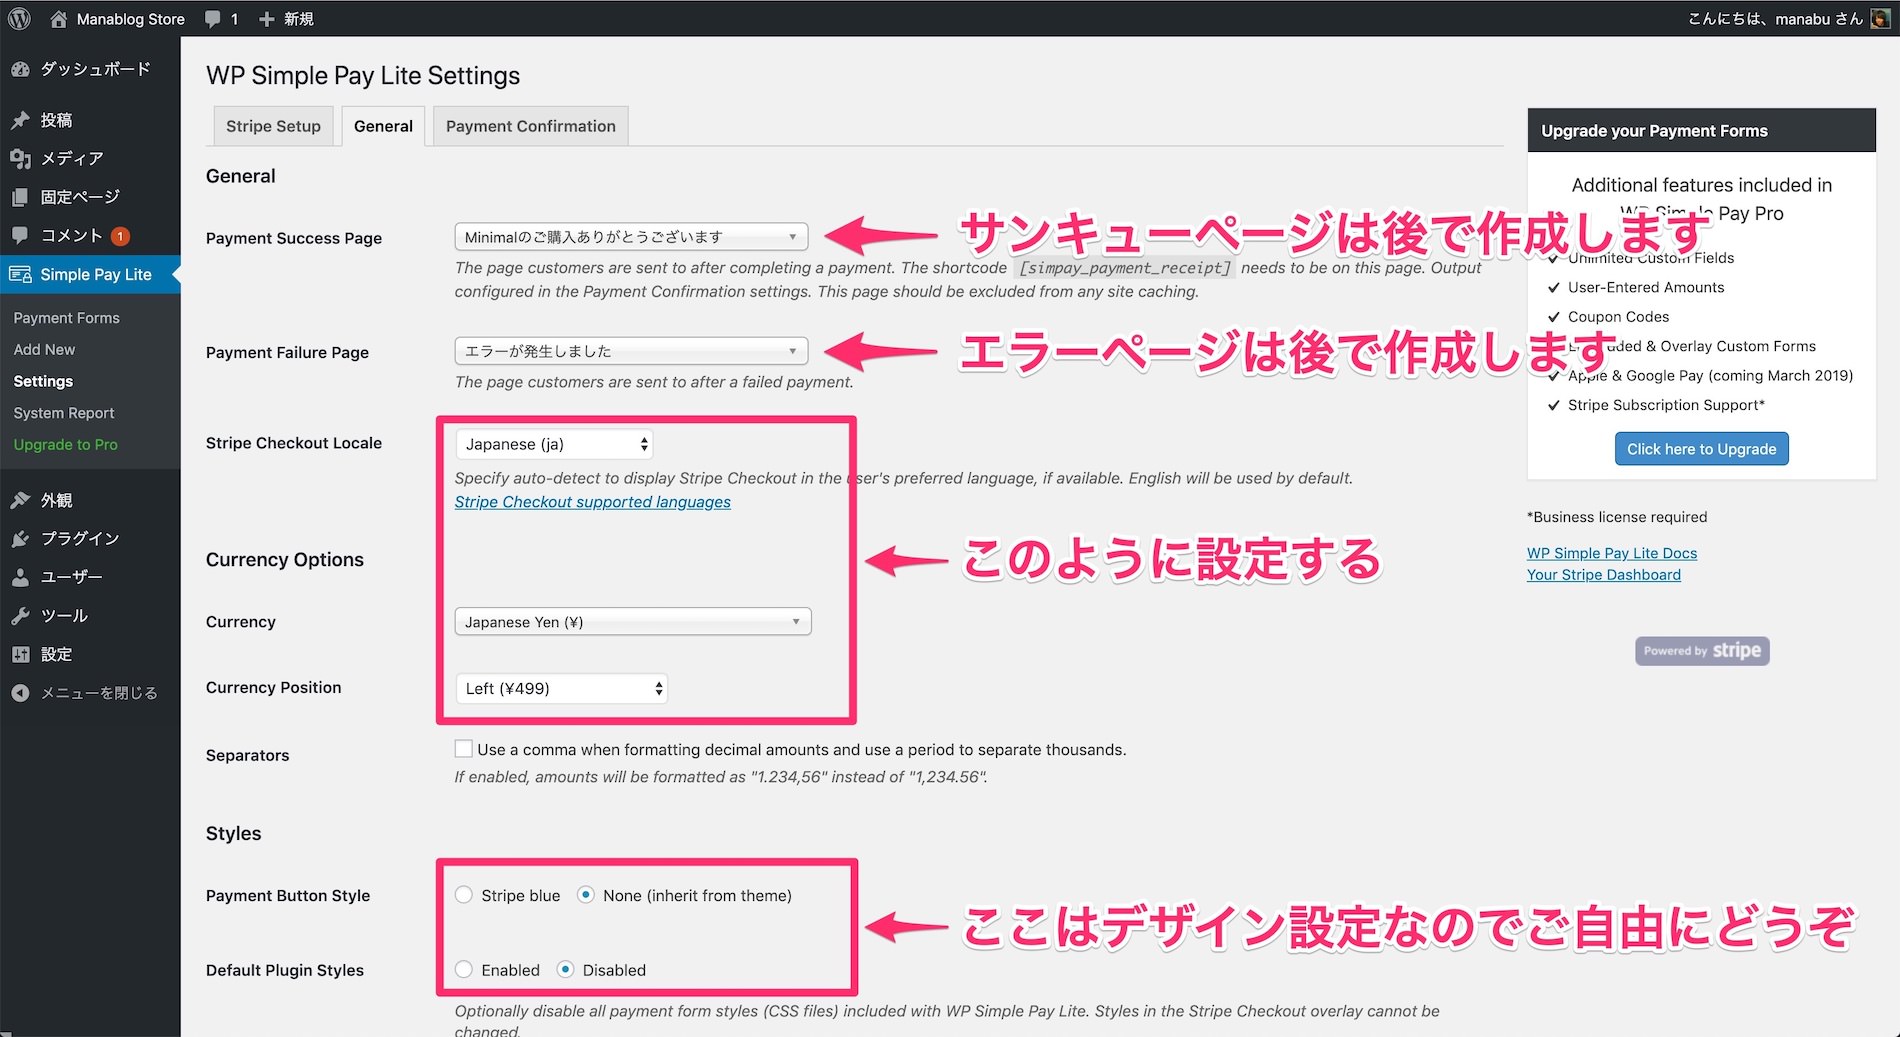 Manablog Store 1 新規 こんにちは、manabu さん
ダッシュボード
投稿
メディア
固定ページ
コメント 1
Simple Pay Lite
Payment Forms
Add New
Settings
System Report
Upgrade to Pro
外観
プラグイン
ユーザー
ツール
設定
メニューを閉じる
WP Simple Pay Lite Settings
Stripe Setup General Payment Confirmation
General
Payment Success Page Minimalのご購入ありがとうございます サンキューページは後で作成します
The page customers are sent to after completing a payment. The shortcode [simpay_payment_receipt] needs to be on this page. Output
configured in the Payment Confirmation settings. This page should be excluded from any site caching.
Payment Failure Page エラーが発生しました エラーページは後で作成します
The page customers are sent to after a failed payment.
Stripe Checkout Locale Japanese (ja)
Specify auto-detect to display Stripe Checkout in the user's preferred language, if available. English will be used by default.
Stripe Checkout supported languages
Currency Options このように設定する
Currency Japanese Yen (¥)
Currency Position Left (¥499)
Separators Use a comma when formatting decimal amounts and use a period to separate thousands.
If enabled, amounts will be formatted as "1.234,56" instead of "1,234.56".
Styles
Payment Button Style Stripe blue None (inherit from theme)
ここはデザイン設定なのでご自由にどうぞ
Default Plugin Styles Enabled Disabled
Optionally disable all payment form styles (CSS files) included with WP Simple Pay Lite. Styles in the Stripe Checkout overlay cannot be
changed.
Upgrade your Payment Forms
Additional features included in
WP Simple Pay Pro
Unlimited Custom Fields
User-Entered Amounts
Coupon Codes
& Overlay Custom Forms
Apple & Google Pay (coming March 2019)
Stripe Subscription Support*
Click here to Upgrade
*Business license required
WP Simple Pay Lite Docs
Your Stripe Dashboard
Powered by stripe